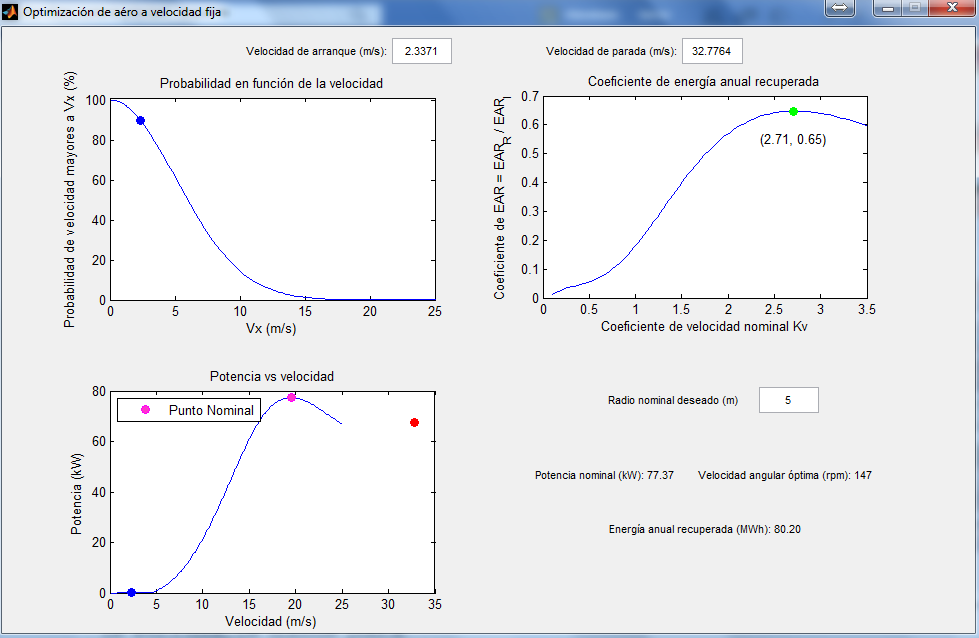 Optimización de aéro a velocidad fija
Velocidad de arranque (m/s): 2.3371
Velocidad de parada (m/s): 32.7764
Probabilidad en función de la velocidad
Probabilidad de velocidad mayores a Vx (%)
100
80
60
40
20
0
0 5 10 15 20 25
Vx (m/s)
Coeficiente de energía anual recuperada
Coeficiente de EAR = EAR_R / EAR_I
0.7
0.6
0.5
0.4
0.3
0.2
0.1
0
(2.71, 0.65)
0 0.5 1 1.5 2 2.5 3 3.5
Coeficiente de velocidad nominal Kv
Potencia vs velocidad
Potencia (kW)
80
60
40
20
0
Punto Nominal
0 5 10 15 20 25 30 35
Velocidad (m/s)
Radio nominal deseado (m) 5
Potencia nominal (kW): 77.37
Velocidad angular óptima (rpm): 147
Energía anual recuperada (MWh): 80.20